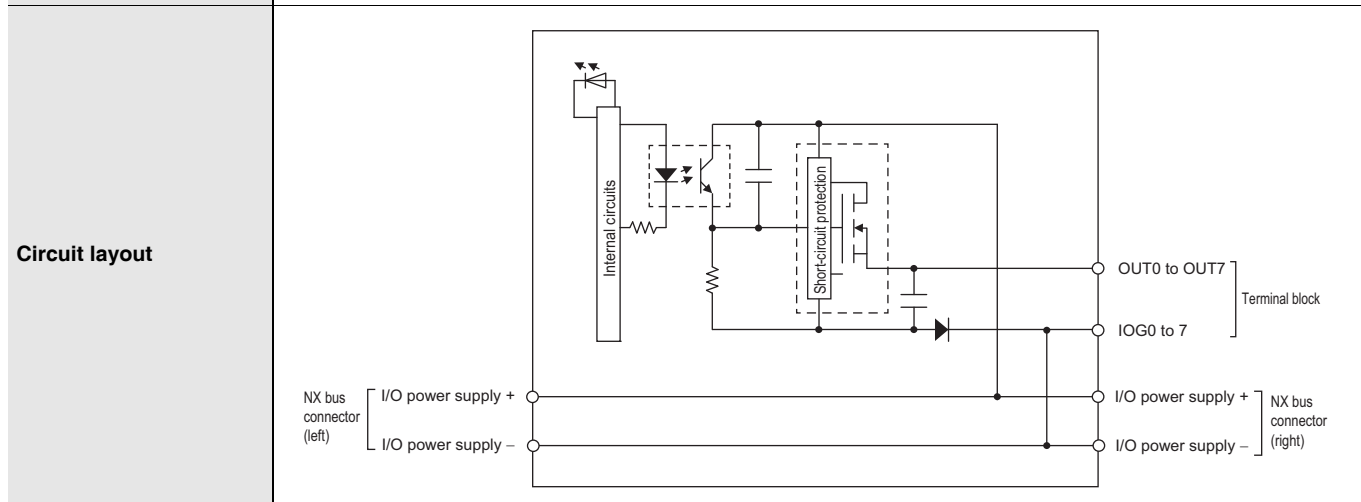 Circuit layout
Internal circuits
Short-circuit protection
OUT0 to OUT7
Terminal block
IOG0 to 7
NX bus
connector
(left)
I/O power supply +
I/O power supply –
I/O power supply +
I/O power supply –
NX bus
connector
(right)